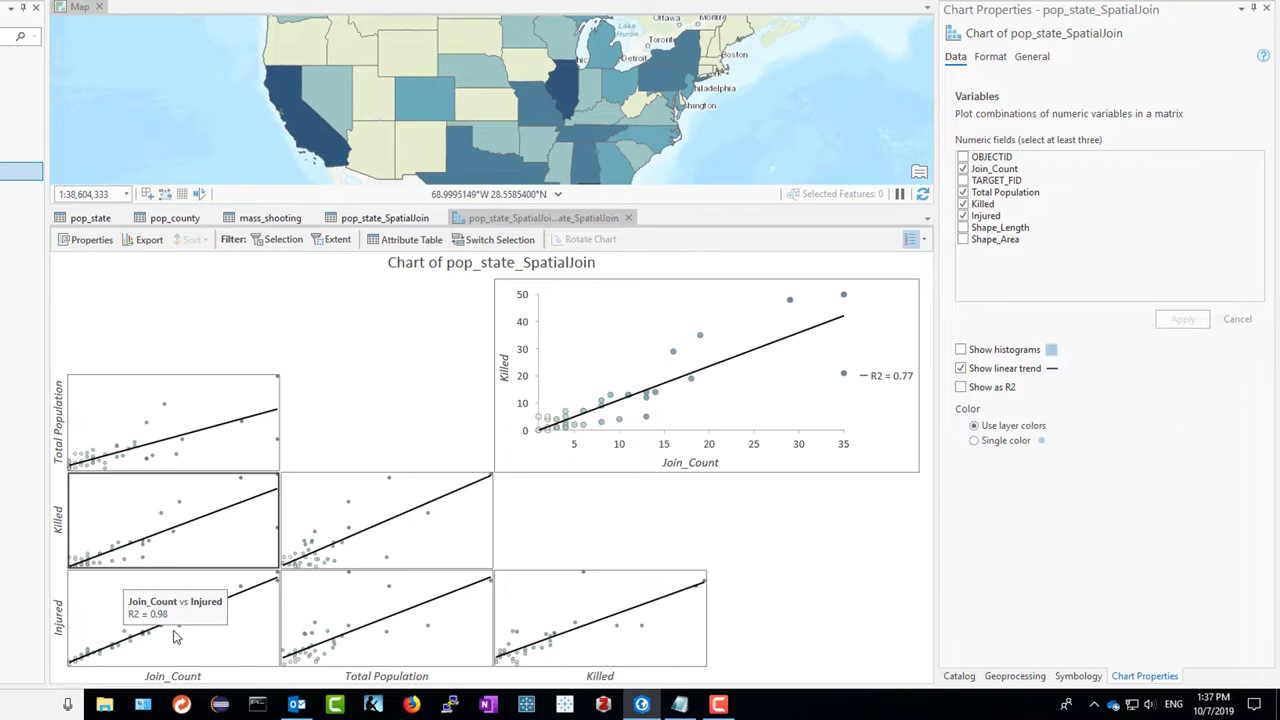 Map
Lake
Huron
Ottawa
Montreal
Toronto
Boston
Detroit
Philadelphia
Washington
1:38,604,333
68.9995149°W 28.5585400°N
Selected Features: 0
pop_state
pop_county
mass_shooting
pop_state_SpatialJoin
pop_state_SpatialJoi...ate_SpatialJoin
Properties
Export
Sort
Filter:
Selection
Extent
Attribute Table
Switch Selection
Rotate Chart
Chart of pop_state_SpatialJoin
50
40
30
20
10
0
Killed
5
10
15
20
25
30
35
Join_Count
R2 = 0.77
Total Population
Killed
Injured
Join_Count vs Injured
R2 = 0.98
Join_Count
Total Population
Killed
Chart Properties - pop_state_SpatialJoin
Chart of pop_state_SpatialJoin
Data
Format
General
Variables
Plot combinations of numeric variables in a matrix
Numeric fields (select at least three)
OBJECTID
Join_Count
TARGET_FID
Total Population
Killed
Injured
Shape_Length
Shape_Area
Apply
Cancel
Show histograms
Show linear trend
Show as R2
Color
Use layer colors
Single color
Catalog
Geoprocessing
Symbology
Chart Properties
ENG
1:37 PM
10/7/2019